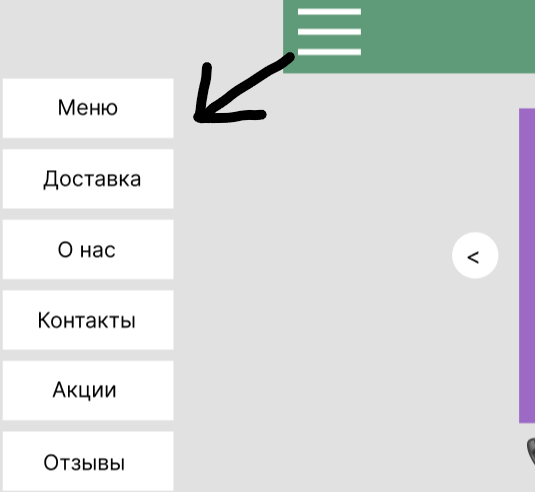 Меню
Доставка
О нас
<
Контакты
Акции
Отзывы